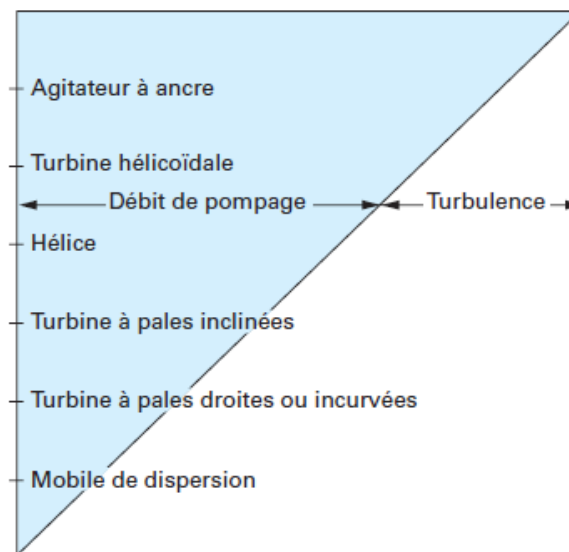 Agitateur à ancre
Turbine hélicoïdale
Débit de pompage
Turbulence
Hélice
Turbine à pales inclinées
Turbine à pales droites ou incurvées
Mobile de dispersion